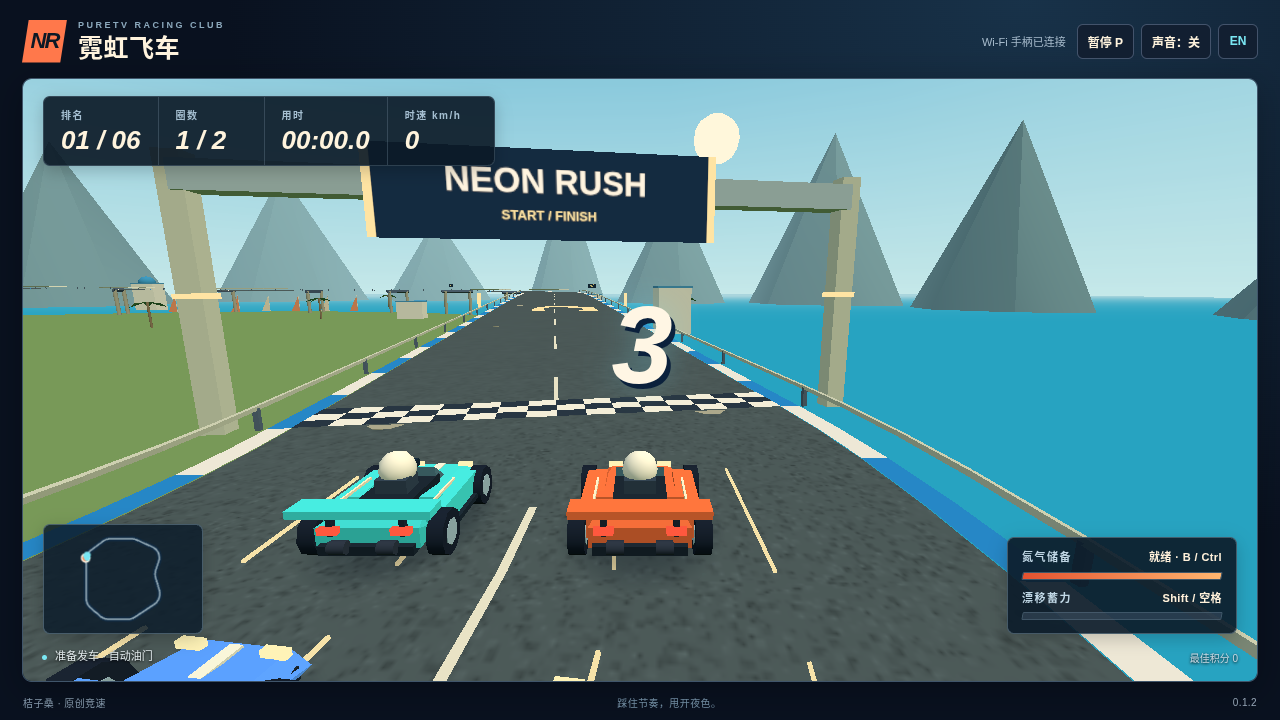 NR
PURETV RACING CLUB
霓虹飞车
Wi-Fi 手柄已连接
暂停 P
声音：关
EN
排名
01 / 06
圈数
1 / 2
用时
00:00.0
时速 km/h
0
NEON RUSH
START / FINISH
3
氮气储备
就绪 · B / Ctrl
漂移蓄力
Shift / 空格
准备发车 · 自动油门
最佳积分 0
桔子桑 · 原创竞速
踩住节奏，甩开夜色。
0.1.2